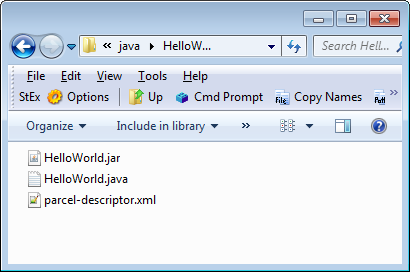 « java HelloW... Search Hell...
File Edit View Tools Help
StEx Options Up Cmd Prompt Copy Names
Organize Include in library »
HelloWorld.jar
HelloWorld.java
parcel-descriptor.xml